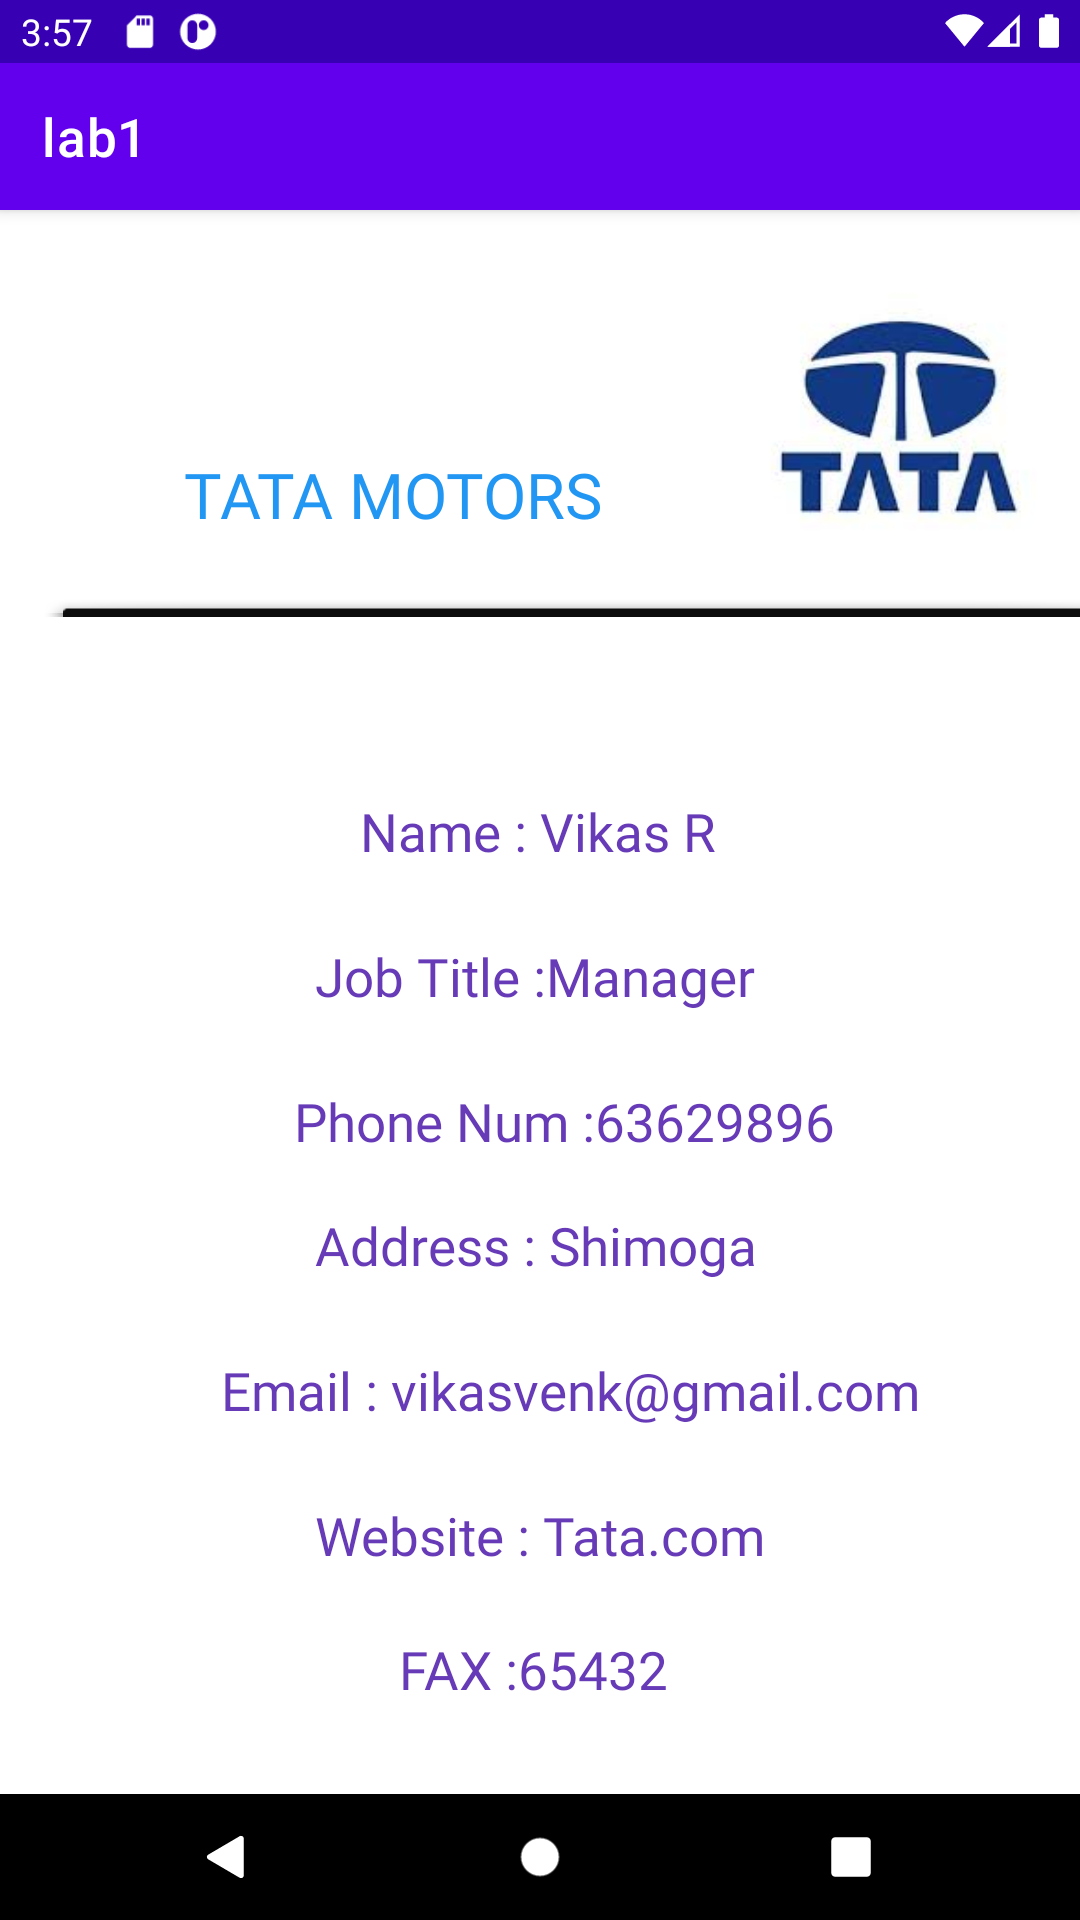 3:57
lab1
TATA
TATA MOTORS
Name : Vikas R
Job Title :Manager
Phone Num :63629896
Address : Shimoga
Email : vikasvenk@gmail.com
Website : Tata.com
FAX :65432